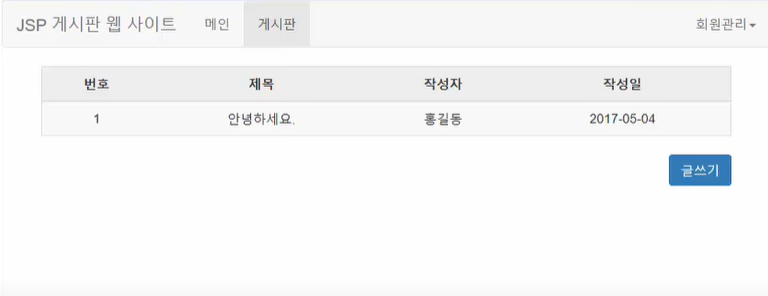 JSP 게시판 웹 사이트 메인 게시판 회원관리
번호 제목 작성자 작성일
1 안녕하세요. 홍길동 2017-05-04
글쓰기